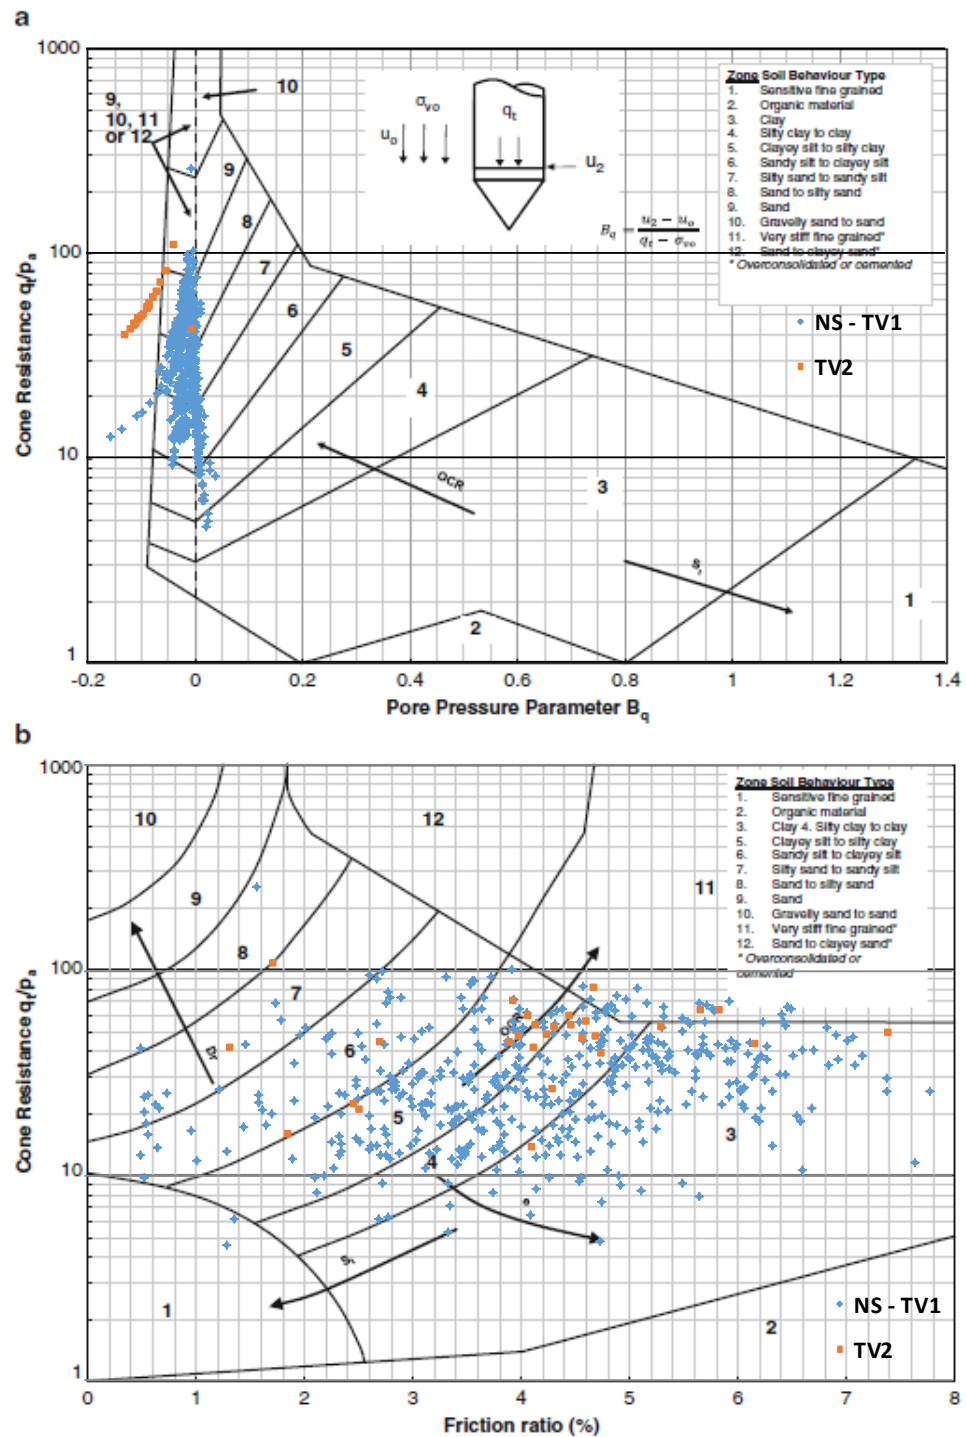 a
1000
100
10
1
Cone Resistance qt/pa
9,
10, 11
or 12
10
9
8
7
6
5
4
3
2
1
σvo
uo
qt
u2
Bq = u2 − uo / qt − σvo
OCR
St
Zone Soil Behaviour Type
1. Sensitive fine grained
2. Organic material
3. Clay
4. Silty clay to clay
5. Clayey silt to silty clay
6. Sandy silt to clayey silt
7. Silty sand to sandy silt
8. Sand to silty sand
9. Sand
10. Gravelly sand to sand
11. Very stiff fine grained*
12. Sand to clayey sand*
* Overconsolidated or cemented
NS - TV1
TV2
-0.2 0 0.2 0.4 0.6 0.8 1 1.2 1.4
Pore Pressure Parameter Bq
b
1000
100
10
1
Cone Resistance qt/pa
10
12
11
9
8
7
6
5
4
3
1
2
Dr
OCR
e
St
Zone Soil Behaviour Type
1. Sensitive fine grained
2. Organic material
3. Clay 4. Silty clay to clay
5. Clayey silt to silty clay
6. Sandy silt to clayey silt
7. Silty sand to sandy silt
8. Sand to silty sand
9. Sand
10. Gravelly sand to sand
11. Very stiff fine grained*
12. Sand to clayey sand*
* Overconsolidated or
cemented
NS - TV1
TV2
0 1 2 3 4 5 6 7 8
Friction ratio (%)